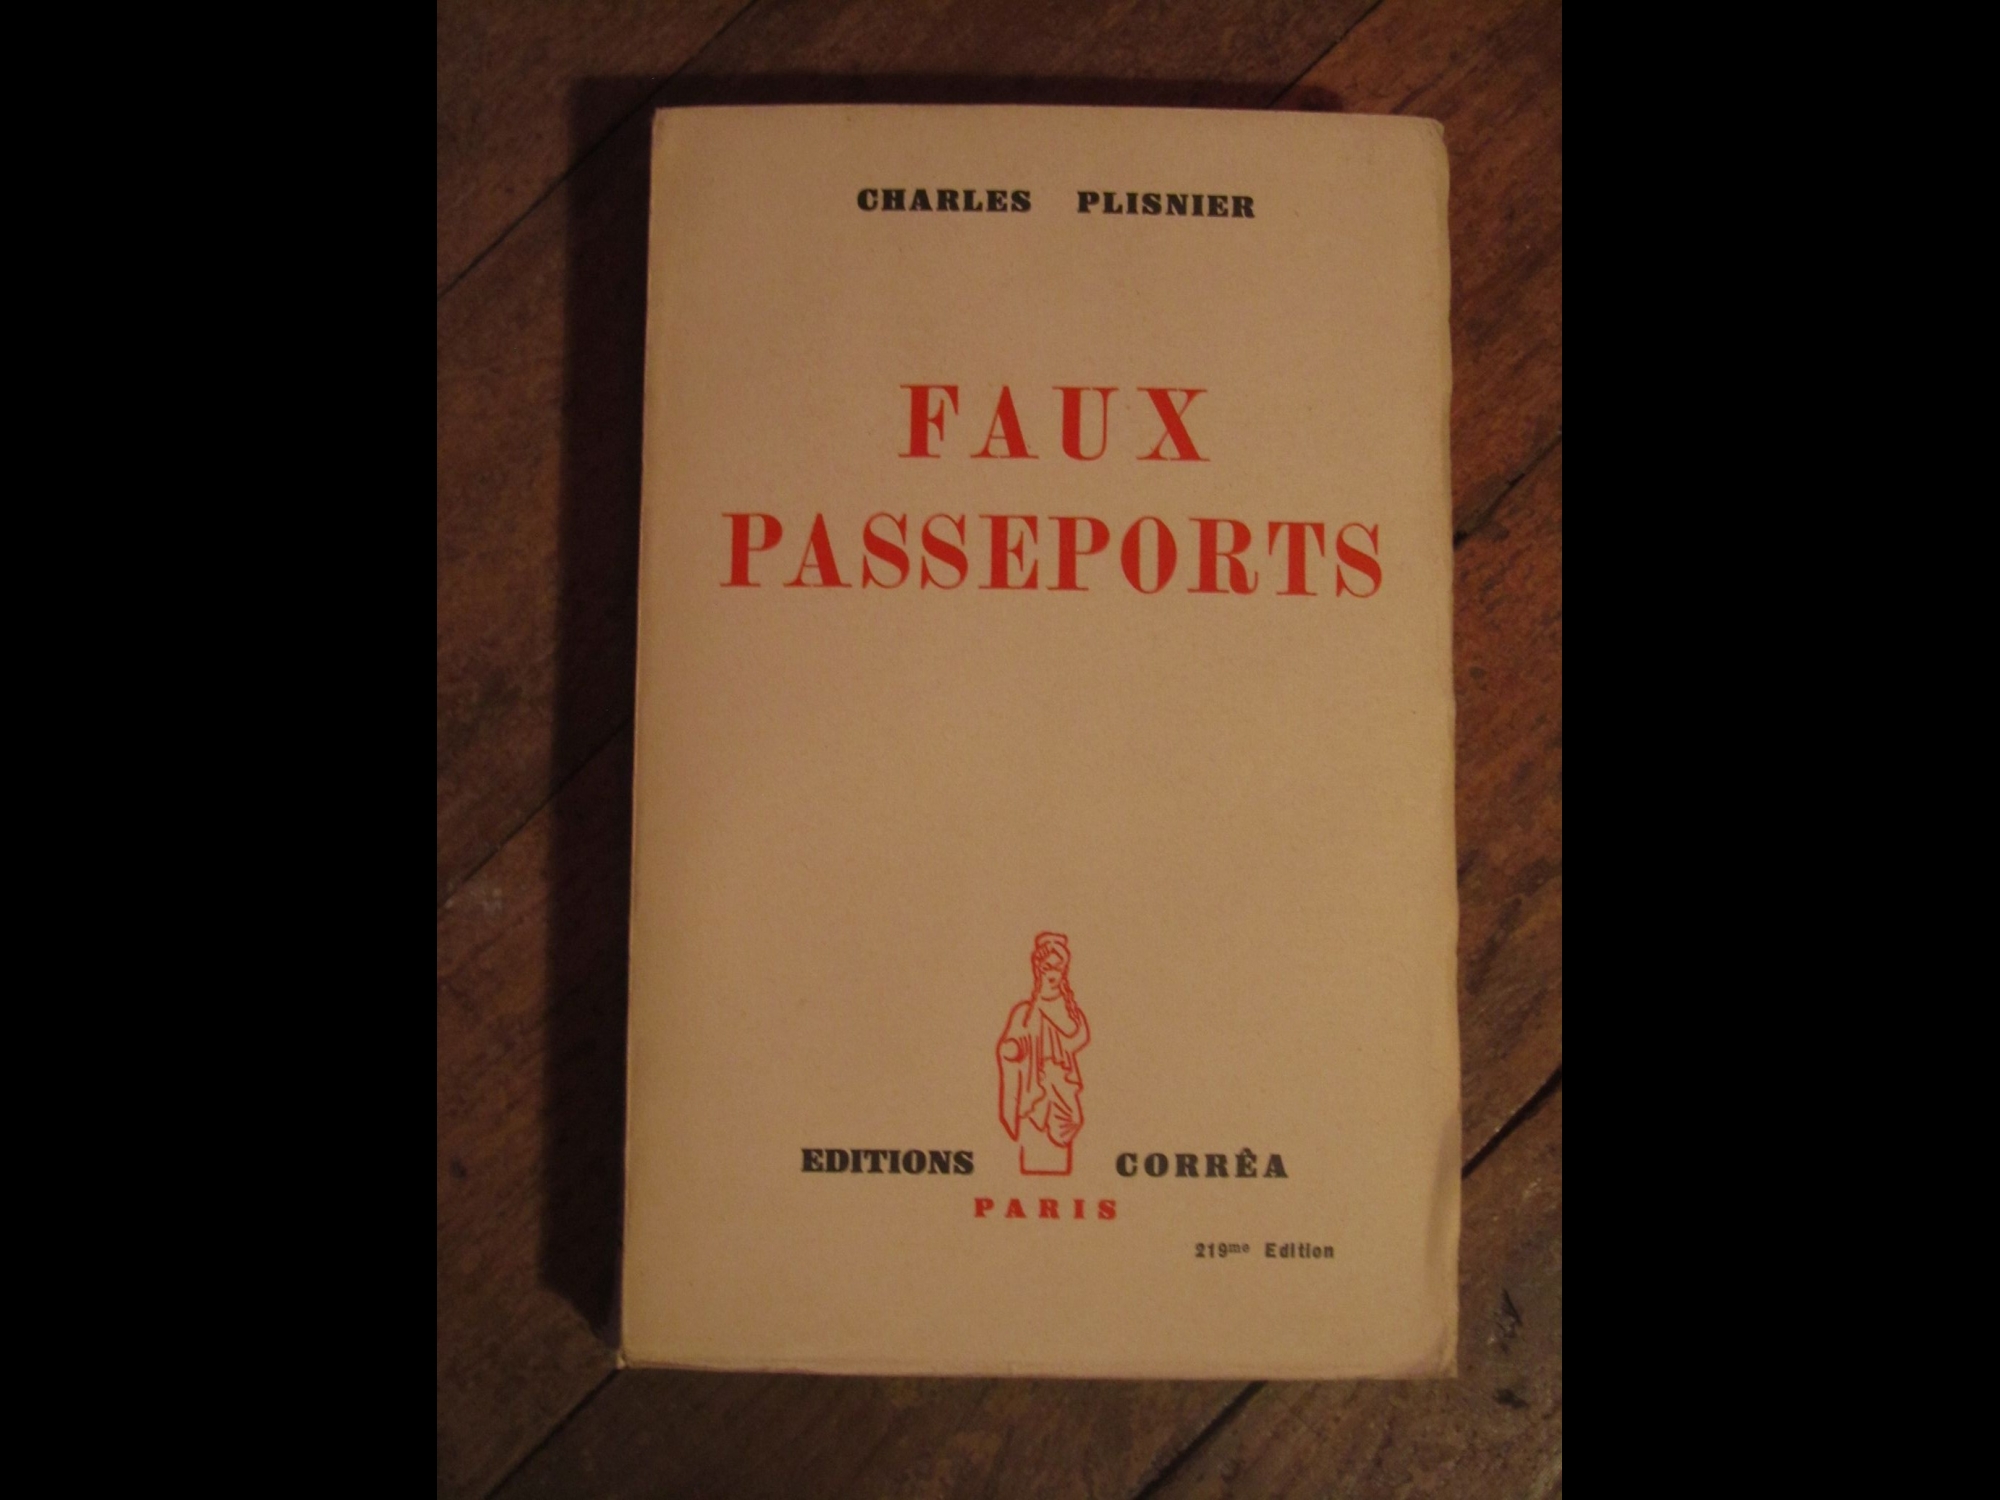 CHARLES PLISNIER
FAUX
PASSEPORTS
EDITIONS CORRÊA
PARIS
219me Edition